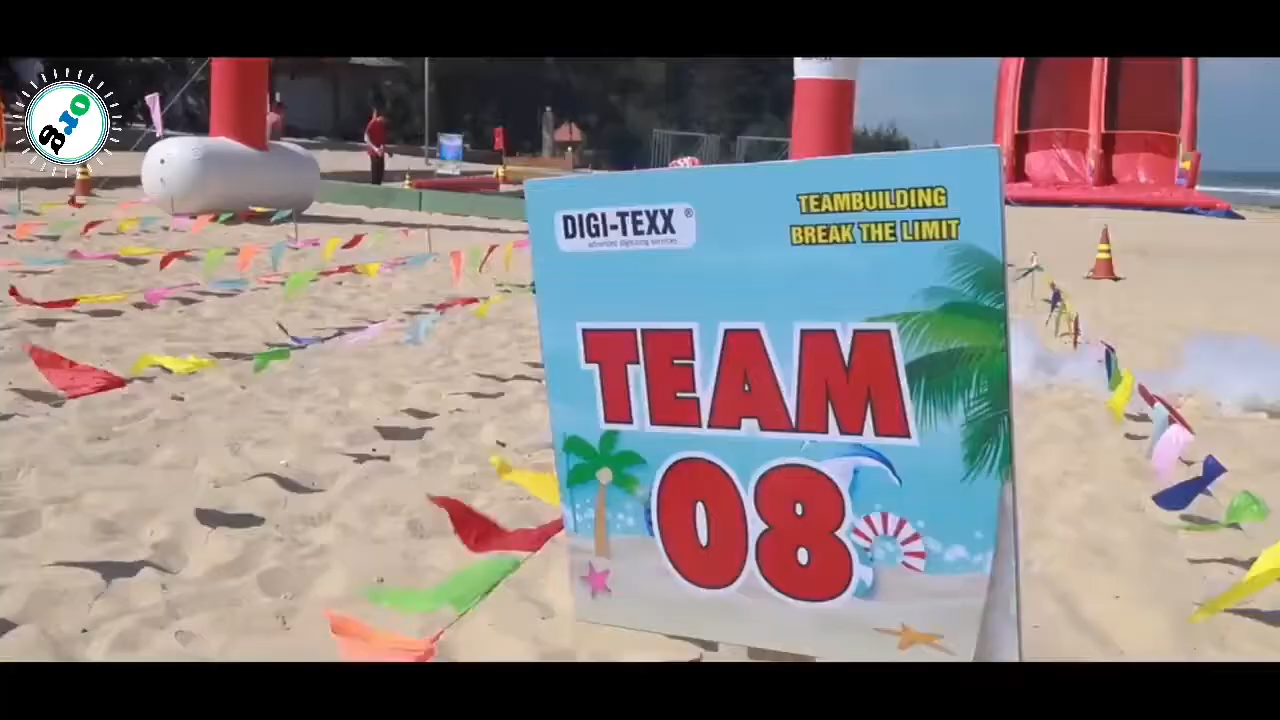 DIGI-TEXX ®
advanced digitizing services
TEAMBUILDING
BREAK THE LIMIT
TEAM
08